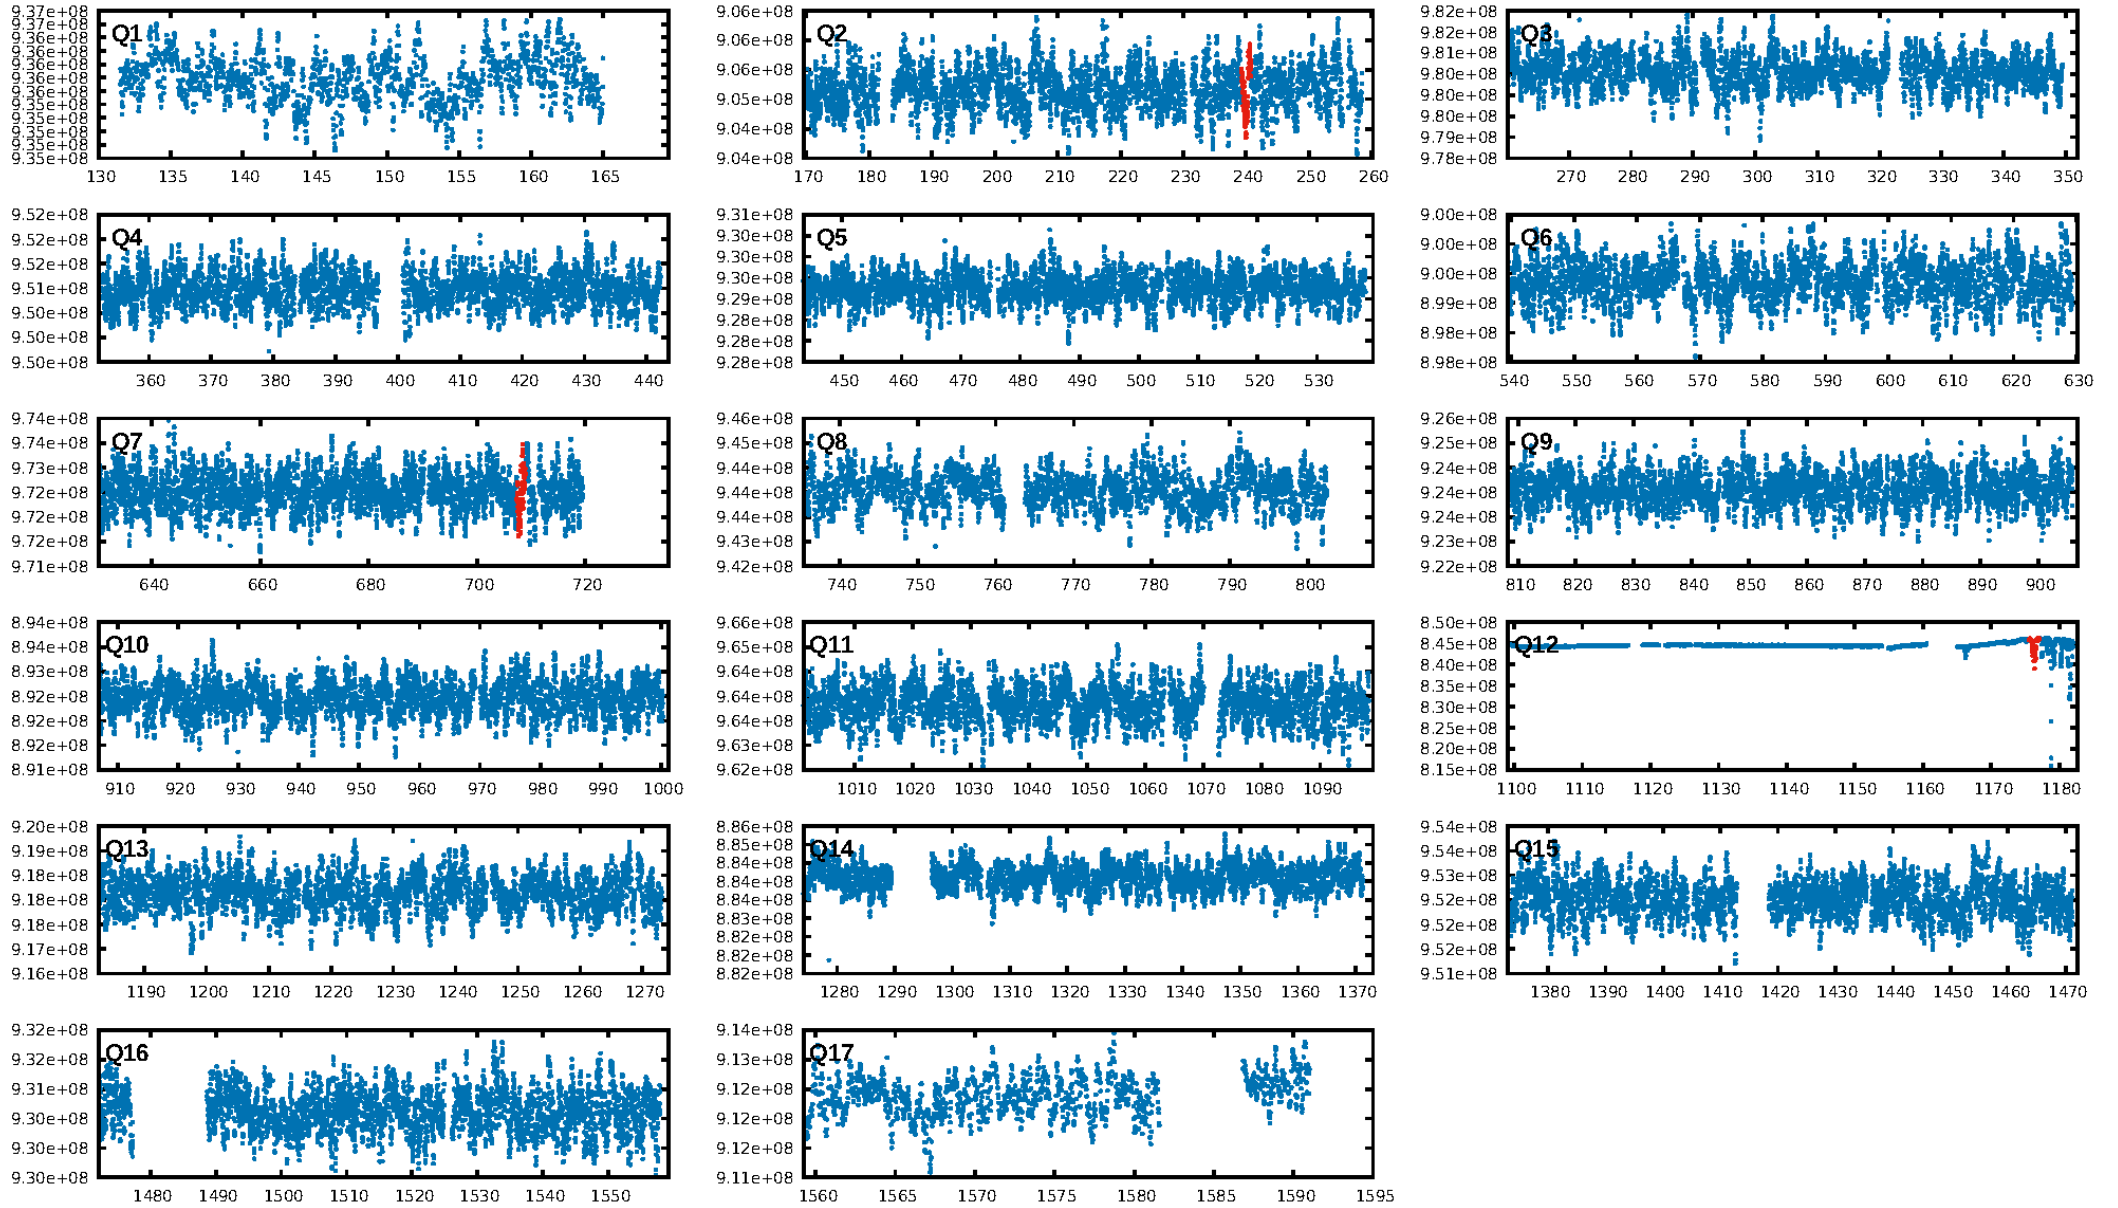 9.37e+08 9.37e+08 9.36e+08 9.36e+08 9.36e+08 9.36e+08 9.35e+08 9.35e+08 9.35e+08 9.35e+08 9.35e+08
Q1
130 135 140 145 150 155 160 165
9.06e+08 9.06e+08 9.06e+08 9.05e+08 9.04e+08 9.04e+08
Q2
170 180 190 200 210 220 230 240 250 260
9.82e+08 9.82e+08 9.81e+08 9.80e+08 9.80e+08 9.80e+08 9.79e+08 9.78e+08
Q3
270 280 290 300 310 320 330 340 350
9.52e+08 9.52e+08 9.52e+08 9.51e+08 9.50e+08 9.50e+08 9.50e+08
Q4
360 370 380 390 400 410 420 430 440
9.31e+08 9.30e+08 9.30e+08 9.30e+08 9.29e+08 9.28e+08 9.28e+08 9.28e+08
Q5
450 460 470 480 490 500 510 520 530
9.00e+08 9.00e+08 9.00e+08 8.99e+08 8.98e+08 8.98e+08
Q6
540 550 560 570 580 590 600 610 620 630
9.74e+08 9.74e+08 9.73e+08 9.72e+08 9.72e+08 9.72e+08 9.71e+08
Q7
640 660 680 700 720
9.46e+08 9.45e+08 9.44e+08 9.44e+08 9.44e+08 9.43e+08 9.42e+08
Q8
740 750 760 770 780 790 800
9.26e+08 9.25e+08 9.24e+08 9.24e+08 9.24e+08 9.23e+08 9.22e+08
Q9
810 820 830 840 850 860 870 880 890 900
8.94e+08 8.94e+08 8.93e+08 8.92e+08 8.92e+08 8.92e+08 8.91e+08
Q10
910 920 930 940 950 960 970 980 990 1000
9.66e+08 9.65e+08 9.64e+08 9.64e+08 9.63e+08 9.62e+08
Q11
1010 1020 1030 1040 1050 1060 1070 1080 1090
8.50e+08 8.45e+08 8.40e+08 8.35e+08 8.30e+08 8.25e+08 8.20e+08 8.15e+08
Q12
1100 1110 1120 1130 1140 1150 1160 1170 1180
9.20e+08 9.19e+08 9.18e+08 9.18e+08 9.18e+08 9.17e+08 9.16e+08
Q13
1190 1200 1210 1220 1230 1240 1250 1260 1270
8.86e+08 8.85e+08 8.84e+08 8.84e+08 8.84e+08 8.83e+08 8.82e+08 8.82e+08 8.82e+08
Q14
1280 1290 1300 1310 1320 1330 1340 1350 1360 1370
9.54e+08 9.54e+08 9.53e+08 9.52e+08 9.52e+08 9.52e+08 9.51e+08
Q15
1380 1390 1400 1410 1420 1430 1440 1450 1460 1470
9.32e+08 9.32e+08 9.31e+08 9.30e+08 9.30e+08 9.30e+08
Q16
1480 1490 1500 1510 1520 1530 1540 1550
9.14e+08 9.13e+08 9.12e+08 9.12e+08 9.12e+08 9.11e+08
Q17
1560 1565 1570 1575 1580 1585 1590 1595